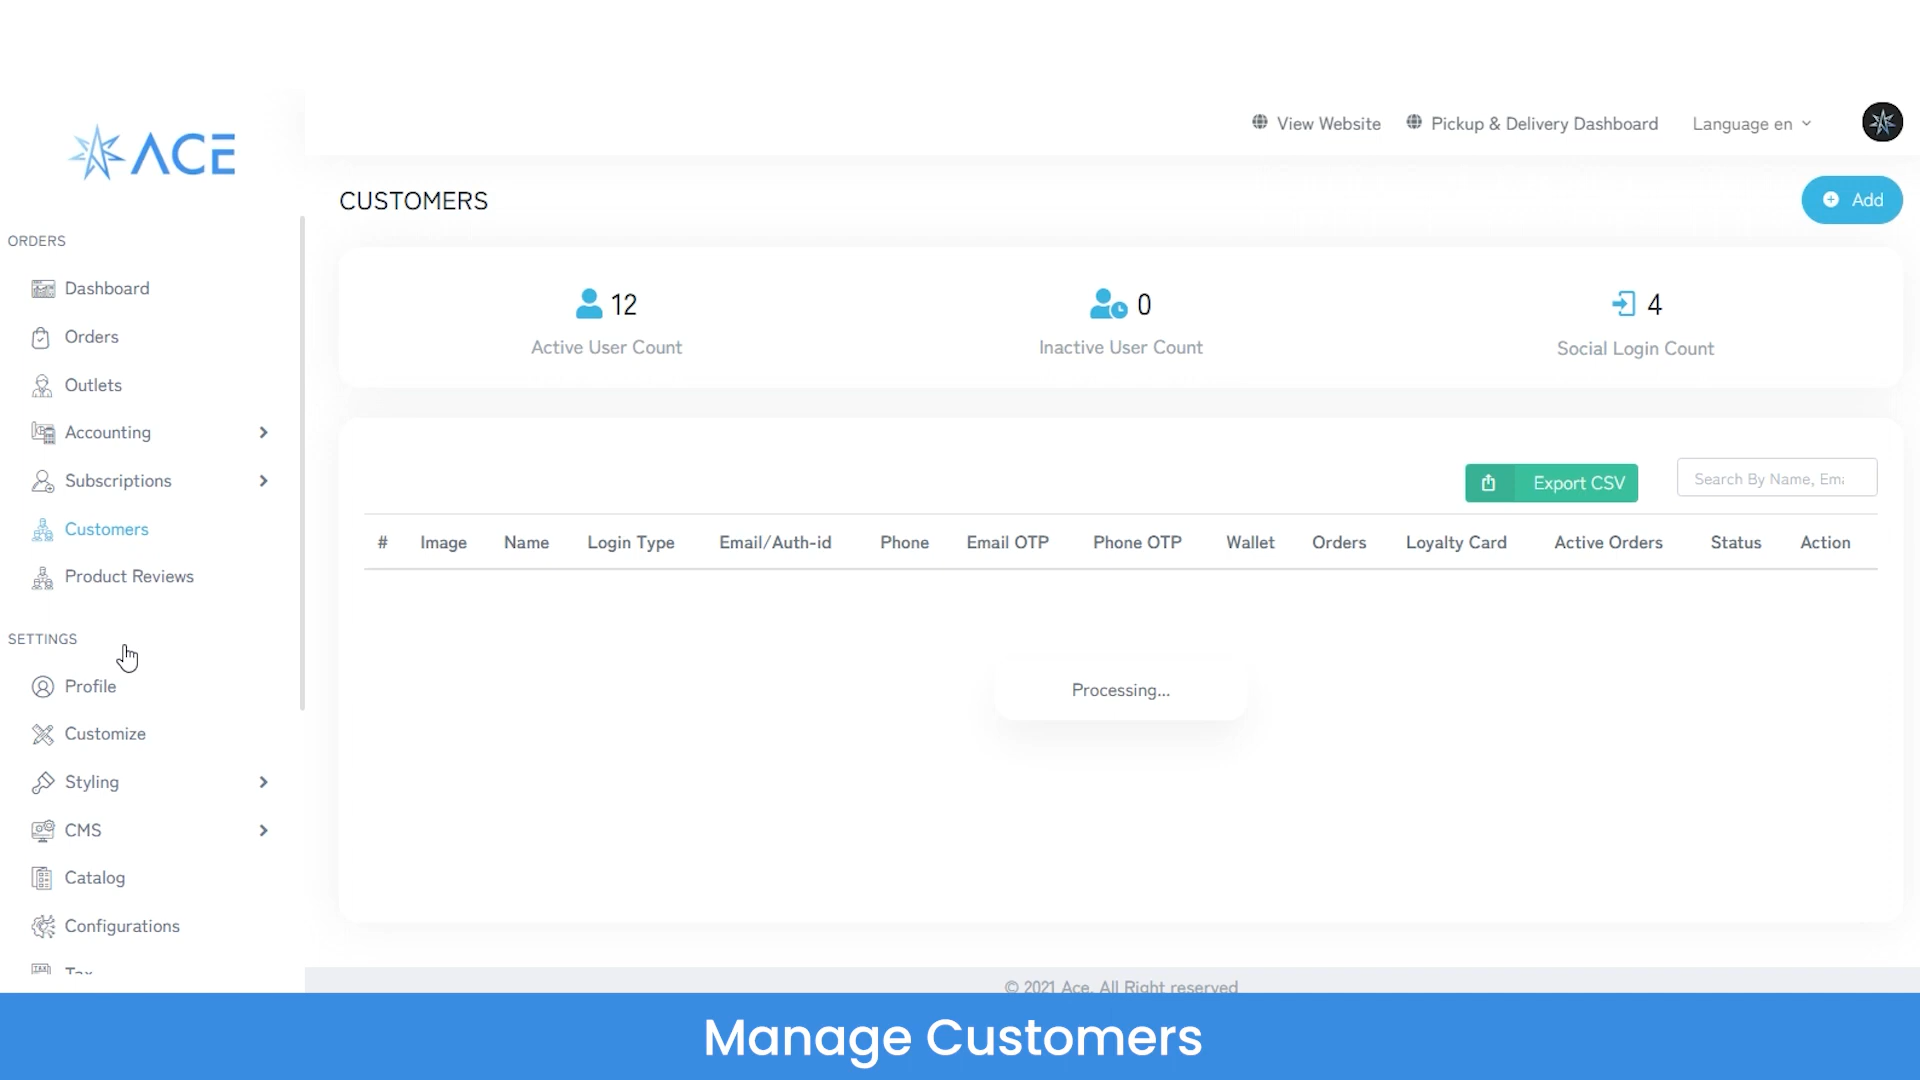 ACE
View Website
Pickup & Delivery Dashboard
Language en
CUSTOMERS
Add
ORDERS
Dashboard
Orders
Outlets
Accounting
Subscriptions
Customers
Product Reviews
SETTINGS
Profile
Customize
Styling
CMS
Catalog
Configurations
Tax
12
Active User Count
0
Inactive User Count
4
Social Login Count
Export CSV
Search By Name, Ema
# Image Name Login Type Email/Auth-id Phone Email OTP Phone OTP Wallet Orders Loyalty Card Active Orders Status Action
Processing...
© 2021 Ace. All Right reserved
Manage Customers